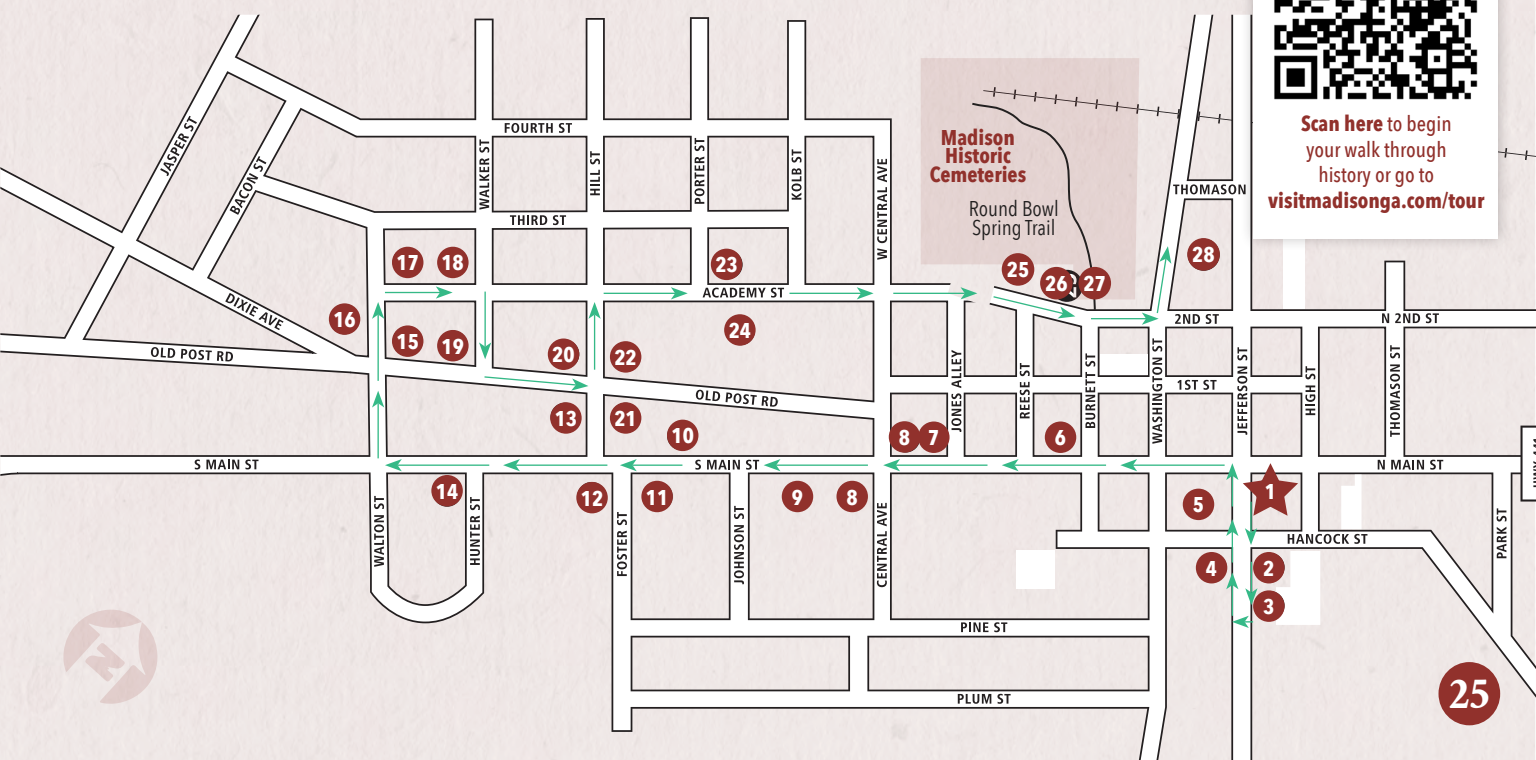 Scan here to begin
your walk through
history or go to
visitmadisonga.com/tour
JASPER ST
BACON ST
FOURTH ST
WALKER ST
HILL ST
PORTER ST
KOLB ST
W CENTRAL AVE
Madison
Historic
Cemeteries
Round Bowl
Spring Trail
THOMASON
THIRD ST
17
18
23
25
26
27
28
ACADEMY ST
DIXIE AVE
16
15
19
20
22
24
2ND ST
N 2ND ST
OLD POST RD
OLD POST RD
JONES ALLEY
REESE ST
BURNETT ST
WASHINGTON ST
1ST ST
JEFFERSON ST
HIGH ST
THOMASON ST
13
21
10
8
7
6
S MAIN ST
S MAIN ST
N MAIN ST
14
12
11
9
8
5
1
WALTON ST
HUNTER ST
FOSTER ST
JOHNSON ST
CENTRAL AVE
HANCOCK ST
PARK ST
4
2
3
PINE ST
PLUM ST
N
25